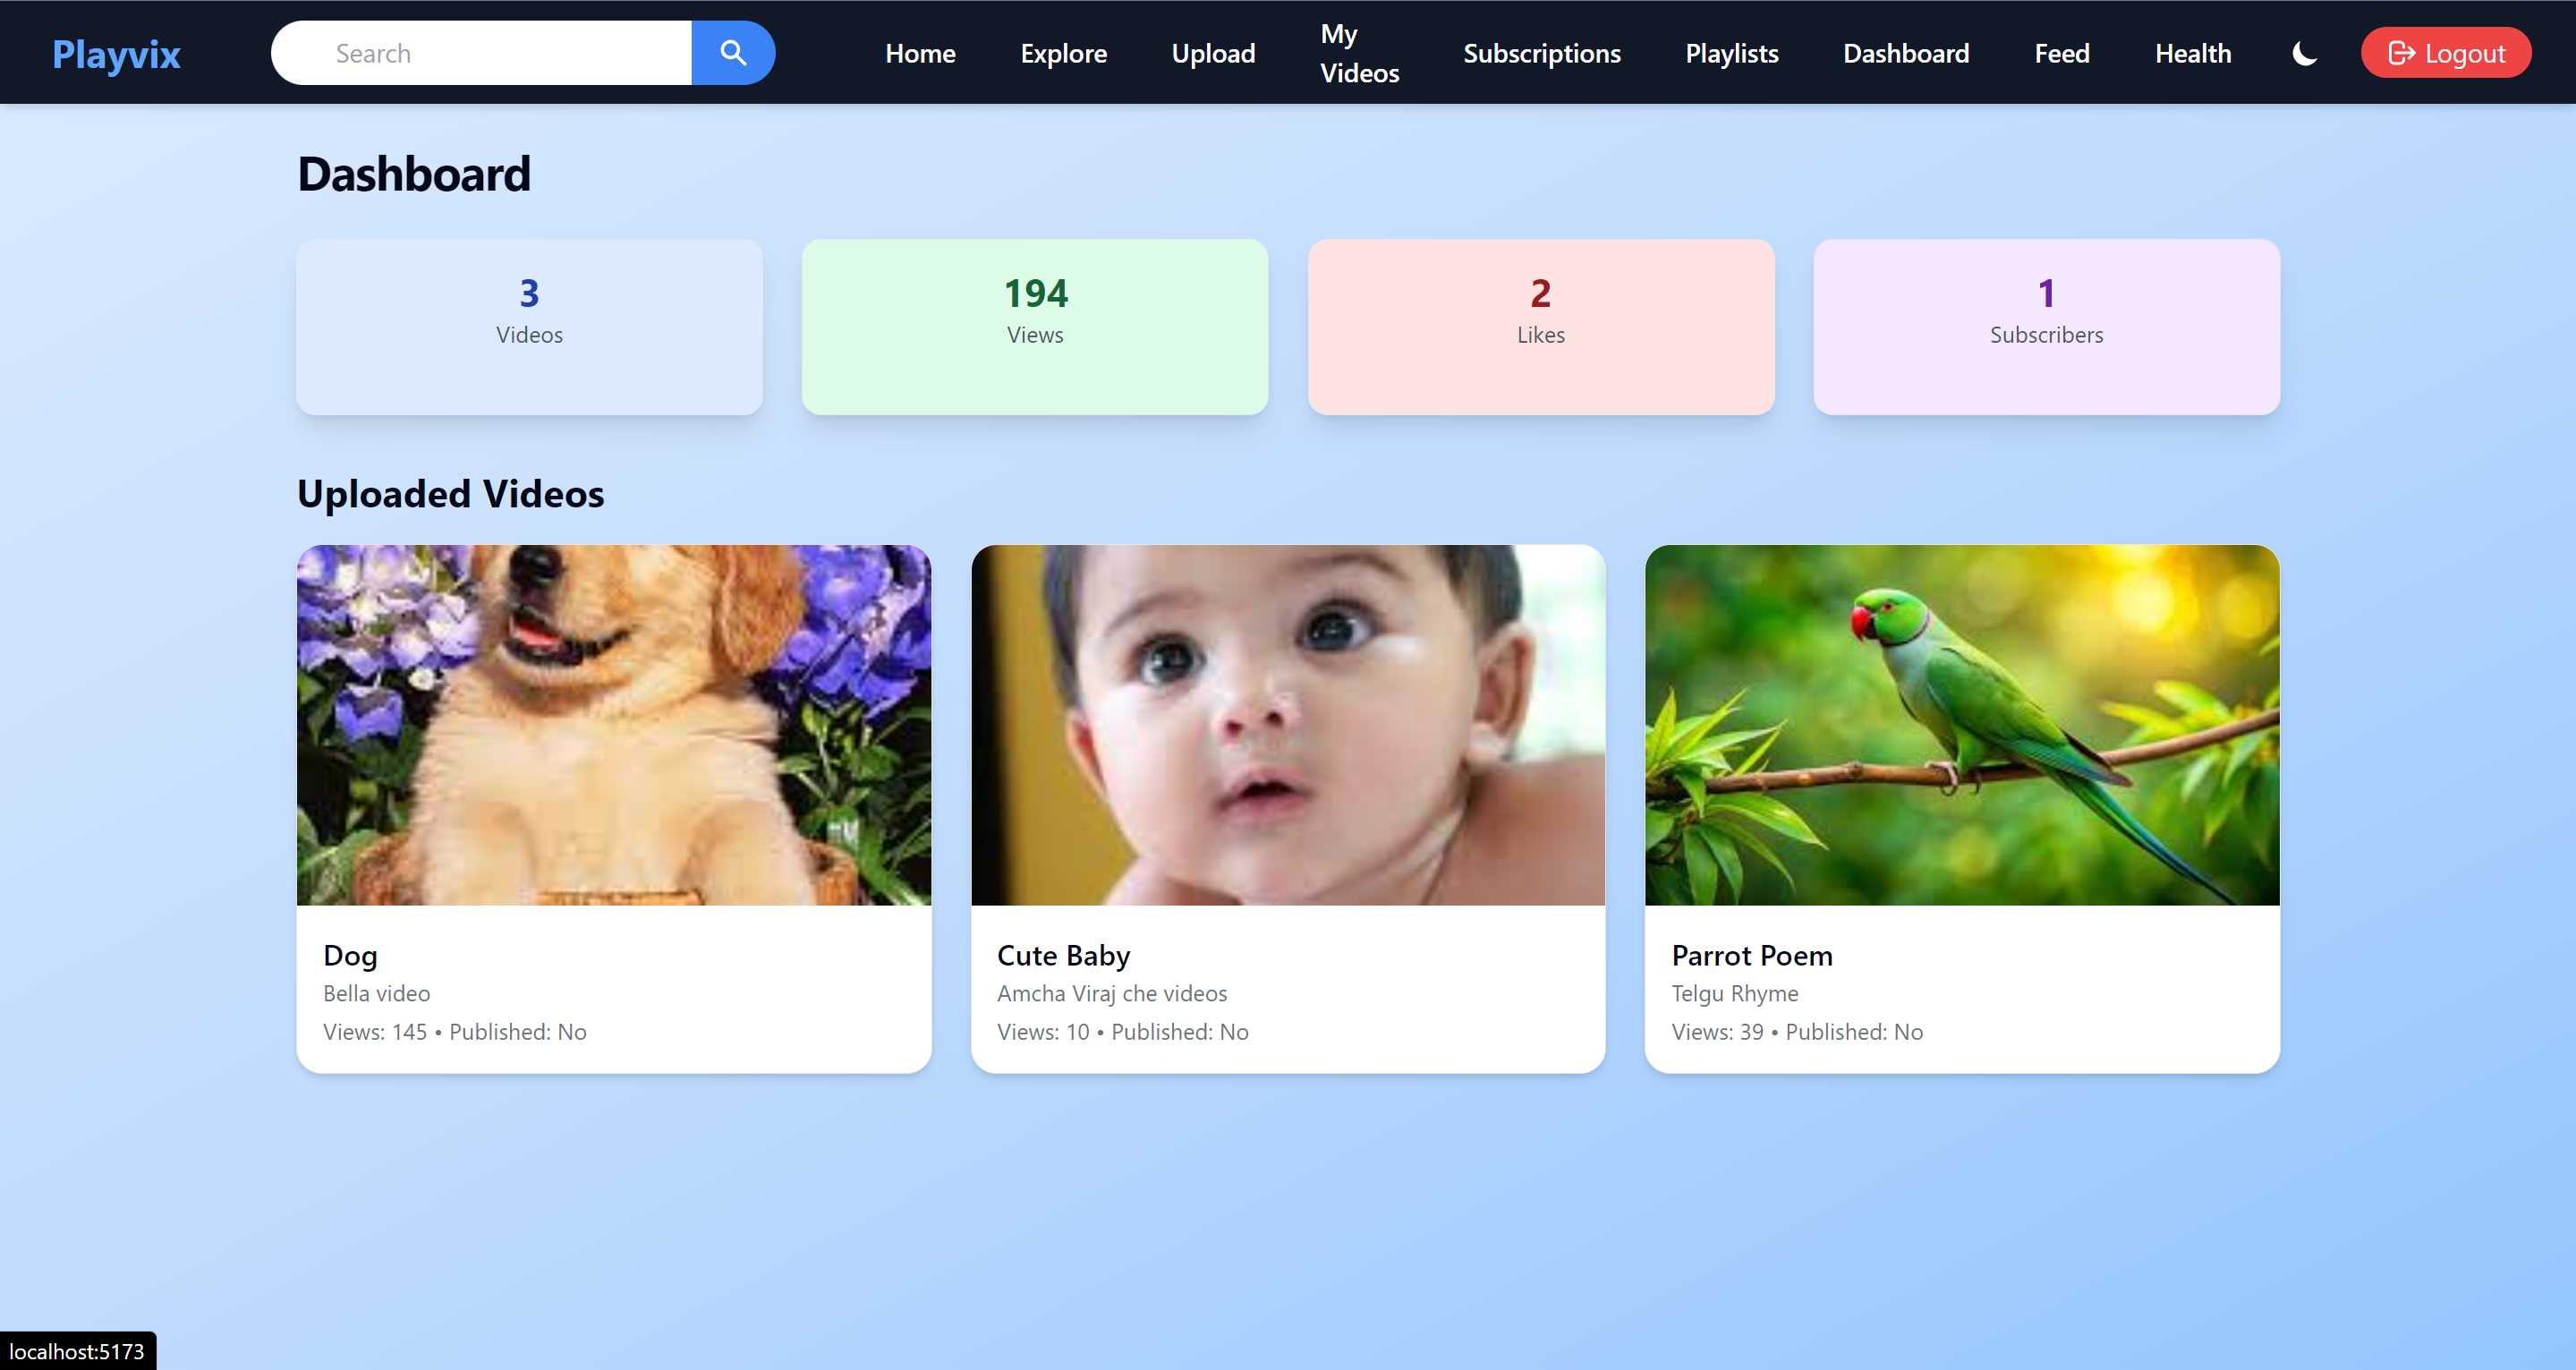 Playvix
Search
Home
Explore
Upload
My
Videos
Subscriptions
Playlists
Dashboard
Feed
Health
Logout
Dashboard
3
Videos
194
Views
2
Likes
1
Subscribers
Uploaded Videos
Dog
Bella video
Views: 145 • Published: No
Cute Baby
Amcha Viraj che videos
Views: 10 • Published: No
Parrot Poem
Telgu Rhyme
Views: 39 • Published: No
localhost:5173